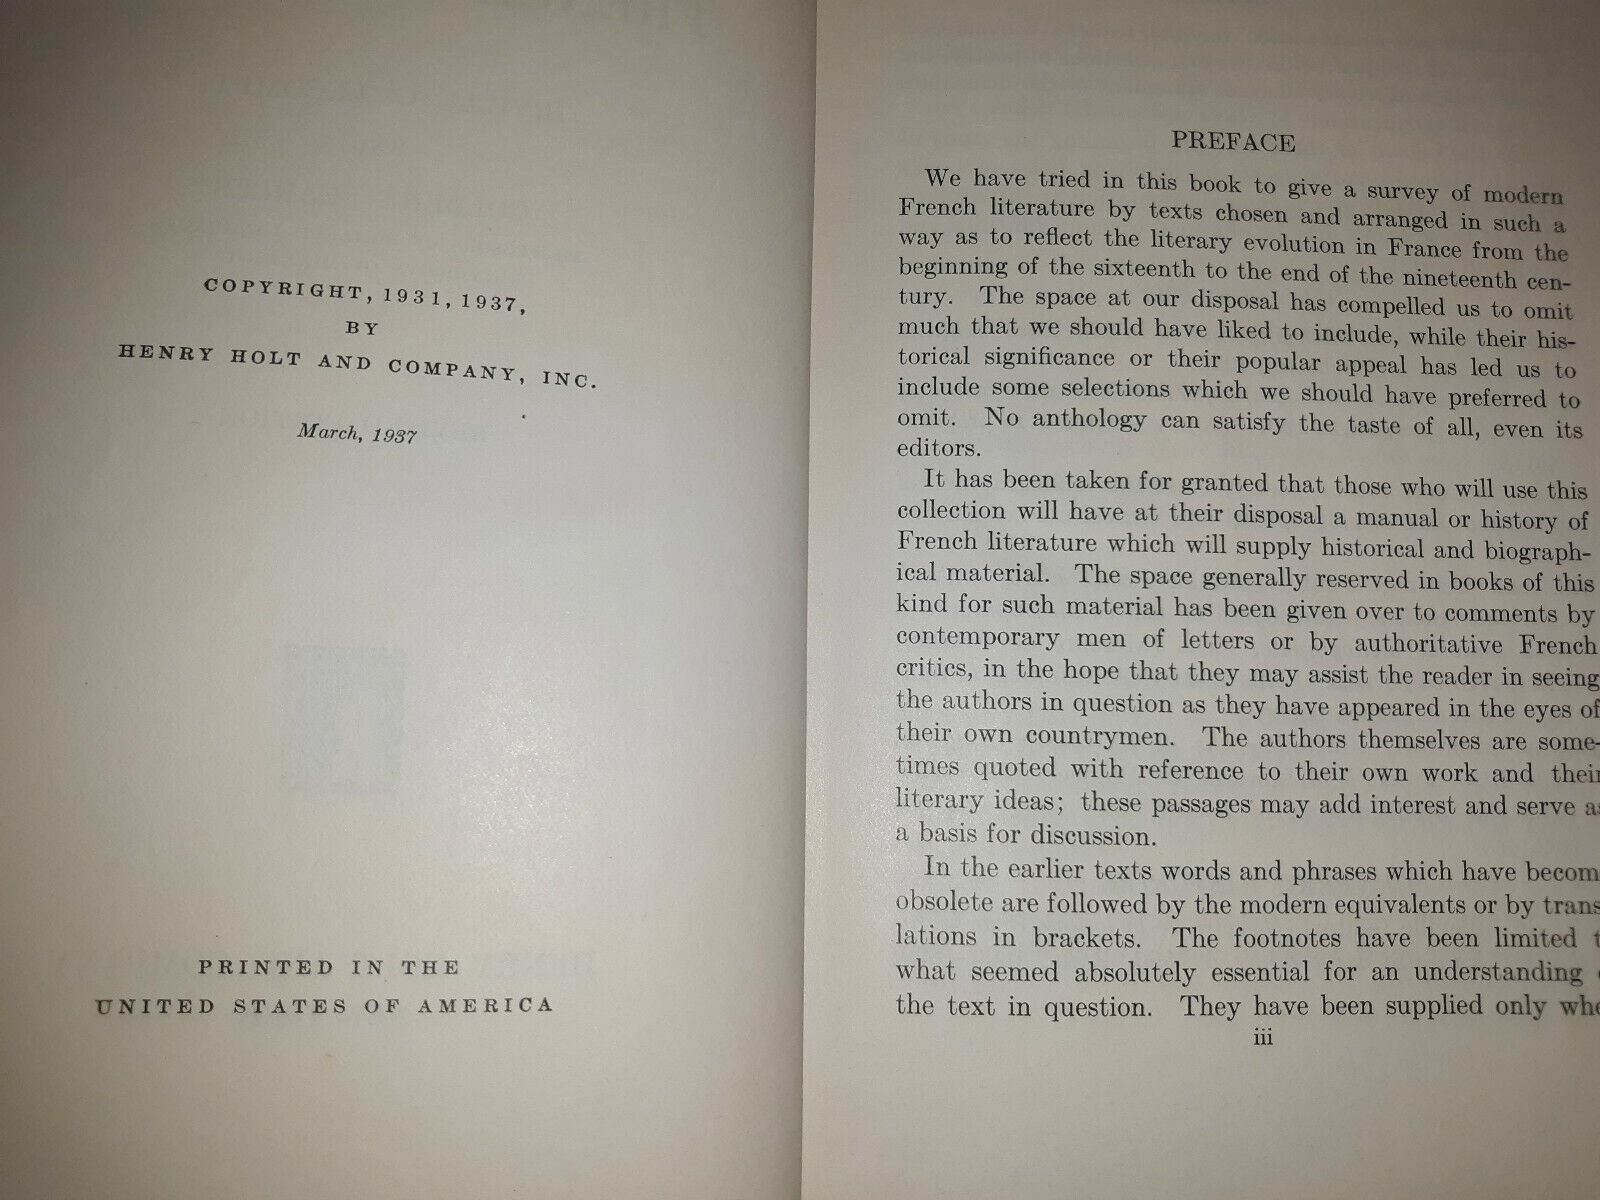 COPYRIGHT, 1931, 1937,
BY
HENRY HOLT AND COMPANY, INC.
March, 1937
PRINTED IN THE
UNITED STATES OF AMERICA
PREFACE
We have tried in this book to give a survey of modern
French literature by texts chosen and arranged in such a
way as to reflect the literary evolution in France from the
beginning of the sixteenth to the end of the nineteenth cen-
tury. The space at our disposal has compelled us to omit
much that we should have liked to include, while their his-
torical significance or their popular appeal has led us to
include some selections which we should have preferred to
omit. No anthology can satisfy the taste of all, even its
editors.
It has been taken for granted that those who will use this
collection will have at their disposal a manual or history of
French literature which will supply historical and biograph-
ical material. The space generally reserved in books of this
kind for such material has been given over to comments by
contemporary men of letters or by authoritative French
critics, in the hope that they may assist the reader in seeing
the authors in question as they have appeared in the eyes of
their own countrymen. The authors themselves are some-
times quoted with reference to their own work and their
literary ideas; these passages may add interest and serve as
a basis for discussion.
In the earlier texts words and phrases which have becom
obsolete are followed by the modern equivalents or by trans
lations in brackets. The footnotes have been limited t
what seemed absolutely essential for an understanding
the text in question. They have been supplied only whe
iii